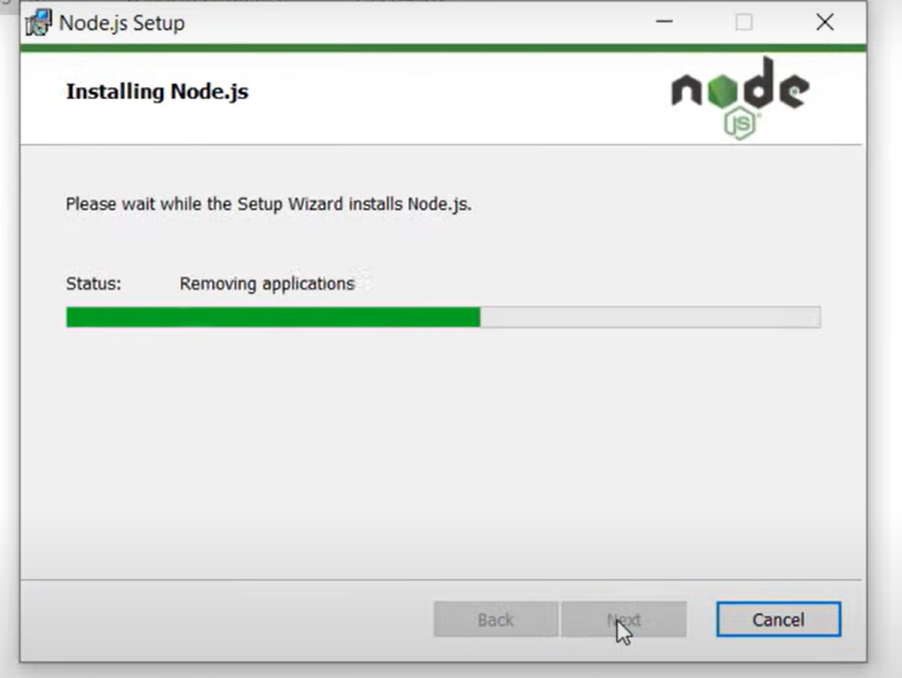 Node.js Setup
Installing Node.js
node
JS
Please wait while the Setup Wizard installs Node.js.
Status: Removing applications
Back Next Cancel